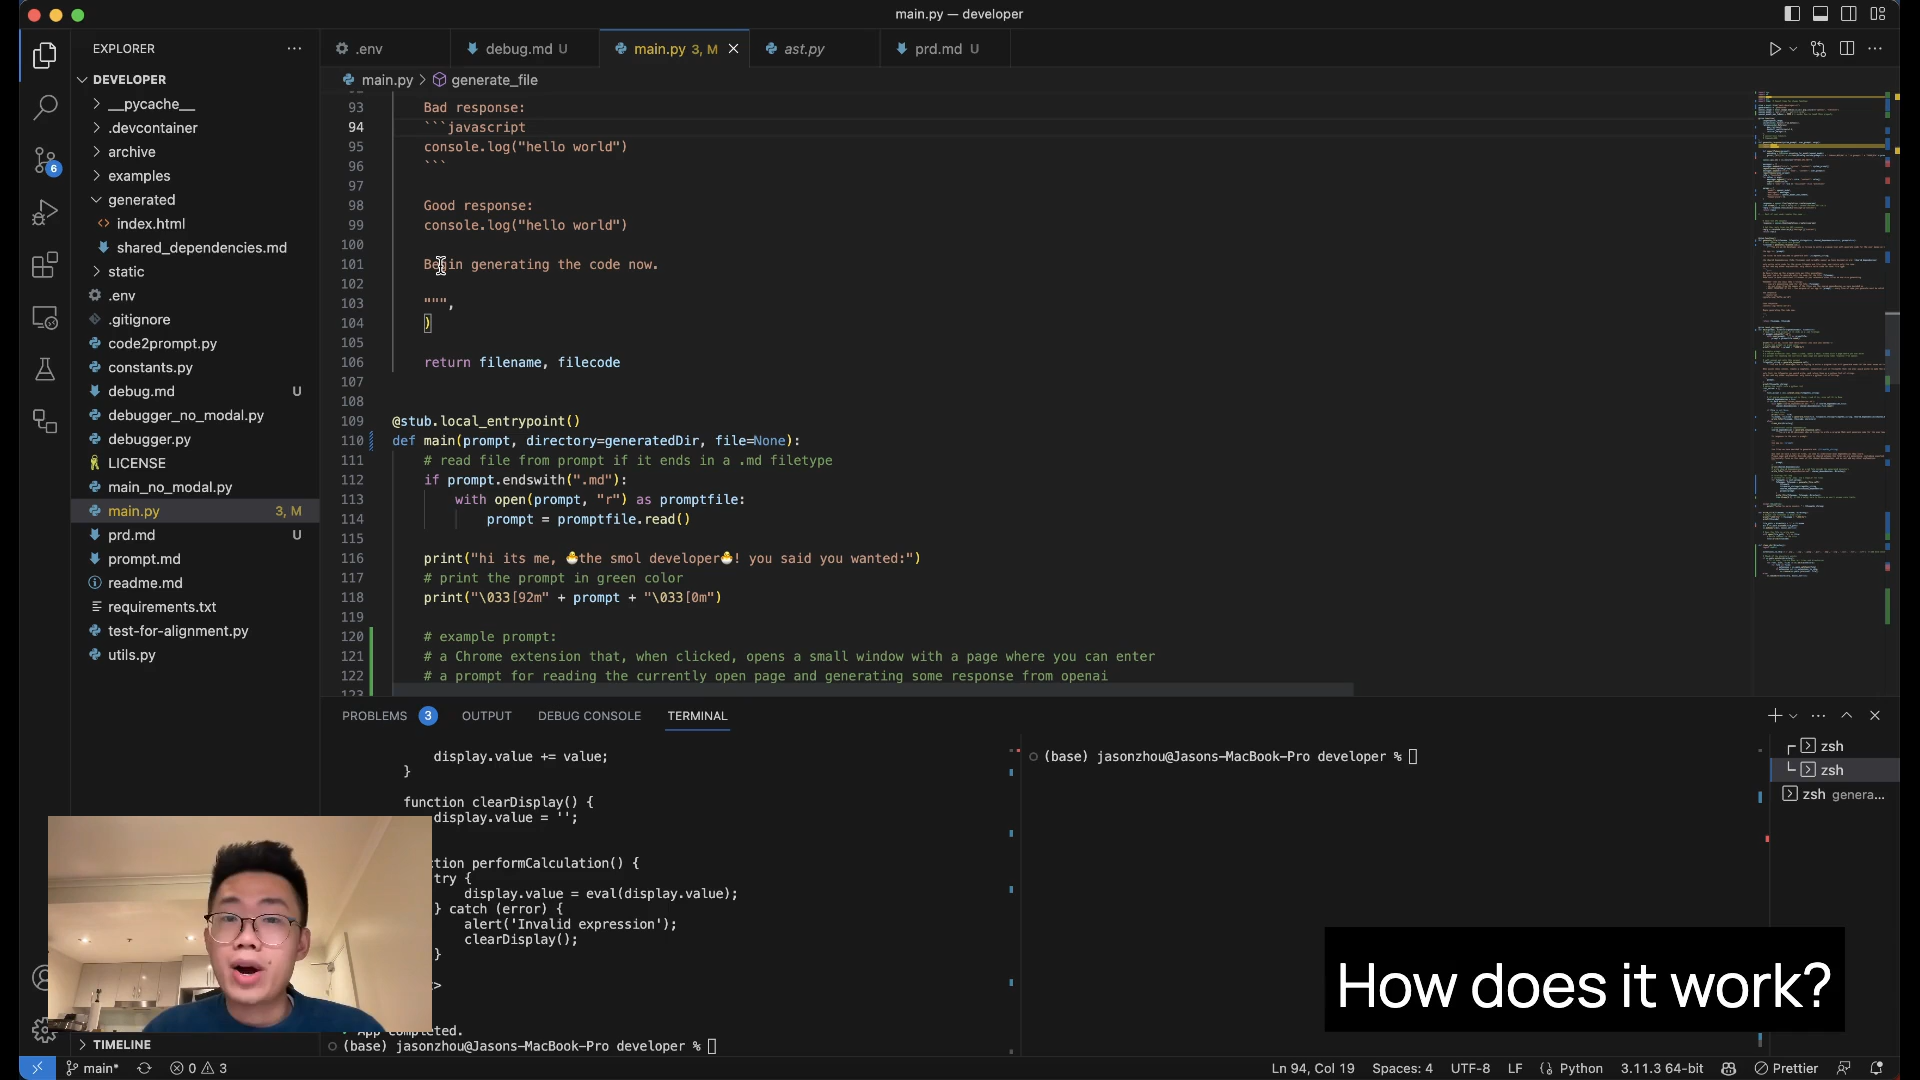 main.py — developer
EXPLORER
.env
debug.md U
main.py 3, M
ast.py
prd.md U
DEVELOPER
main.py > generate_file
__pycache__
.devcontainer
archive
examples
generated
index.html
shared_dependencies.md
static
.env
.gitignore
code2prompt.py
constants.py
debug.md U
debugger_no_modal.py
debugger.py
LICENSE
main_no_modal.py
main.py 3, M
prd.md U
prompt.md
readme.md
requirements.txt
test-for-alignment.py
utils.py
TIMELINE
6
93 Bad response:
94 ```javascript
95 console.log("hello world")
96 ```
97
98 Good response:
99 console.log("hello world")
100
101 Begin generating the code now.
102
103 """,
104 )
105
106 return filename, filecode
107
108
109 @stub.local_entrypoint()
110 def main(prompt, directory=generatedDir, file=None):
111 # read file from prompt if it ends in a .md filetype
112 if prompt.endswith(".md"):
113 with open(prompt, "r") as promptfile:
114 prompt = promptfile.read()
115
116 print("hi its me, 🐣the smol developer🐣! you said you wanted:")
117 # print the prompt in green color
118 print("\033[92m" + prompt + "\033[0m")
119
120 # example prompt:
121 # a Chrome extension that, when clicked, opens a small window with a page where you can enter
122 # a prompt for reading the currently open page and generating some response from openai
123
PROBLEMS 3 OUTPUT DEBUG CONSOLE TERMINAL
display.value += value;
}
function clearDisplay() {
display.value = '';
tion performCalculation() {
try {
display.value = eval(display.value);
} catch (error) {
alert('Invalid expression');
clearDisplay();
}
>
App completed.
(base) jasonzhou@Jasons-MacBook-Pro developer %
(base) jasonzhou@Jasons-MacBook-Pro developer %
zsh
zsh
zsh genera...
How does it work?
main* 0 3
Ln 94, Col 19 Spaces: 4 UTF-8 LF Python 3.11.3 64-bit Prettier